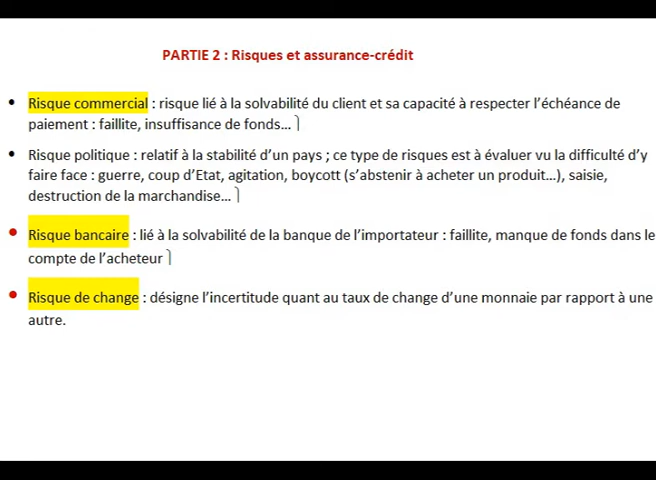 PARTIE 2 : Risques et assurance-crédit
• Risque commercial : risque lié à la solvabilité du client et sa capacité à respecter l’échéance de
paiement : faillite, insuffisance de fonds… ⎫
• Risque politique : relatif à la stabilité d’un pays ; ce type de risques est à évaluer vu la difficulté d’y
faire face : guerre, coup d’Etat, agitation, boycott (s’abstenir à acheter un produit…), saisie,
destruction de la marchandise… ⎫
• Risque bancaire : lié à la solvabilité de la banque de l’importateur : faillite, manque de fonds dans le
compte de l’acheteur ⎫
• Risque de change : désigne l’incertitude quant au taux de change d’une monnaie par rapport à une
autre.